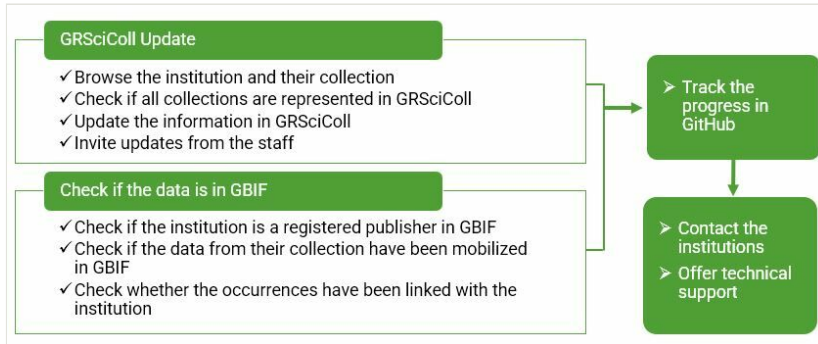 GRSciColl Update
✓Browse the institution and their collection
✓Check if all collections are represented in GRSciColl
✓Update the information in GRSciColl
✓Invite updates from the staff
Check if the data is in GBIF
✓Check if the institution is a registered publisher in GBIF
✓Check if the data from their collection have been mobilized
in GBIF
✓Check whether the occurrences have been linked with the
institution
➢ Track the
progress in
GitHub
➢ Contact the
institutions
➢ Offer technical
support